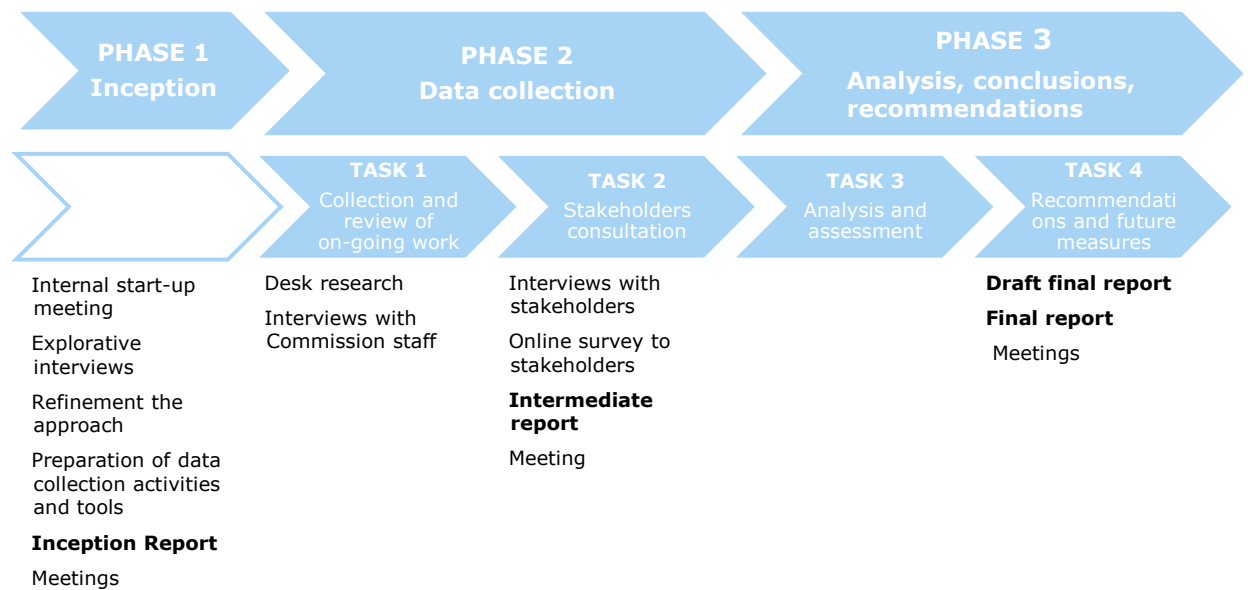 PHASE 1
Inception
PHASE 2
Data collection
PHASE 3
Analysis, conclusions,
recommendations
TASK 1
Collection and
review of
on-going work
TASK 2
Stakeholders
consultation
TASK 3
Analysis and
assessment
TASK 4
Recommendati
ons and future
measures
Internal start-up
meeting
Explorative
interviews
Refinement the
approach
Preparation of data
collection activities
and tools
Inception Report
Meetings
Desk research
Interviews with
Commission staff
Interviews with
stakeholders
Online survey to
stakeholders
Intermediate
report
Meeting
Draft final report
Final report
Meetings